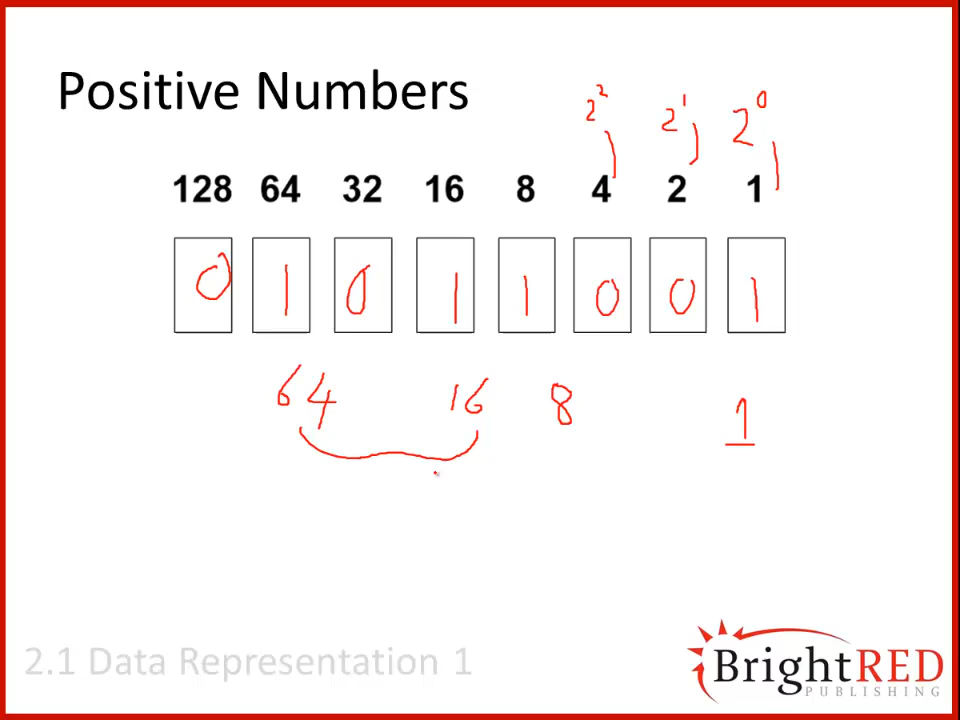 Positive Numbers
2² 2¹ 2⁰
128 64 32 16 8 4 2 1
0 1 0 1 1 0 0 1
64 16 8 1
2.1 Data Representation 1
BrightRED
PUBLISHING